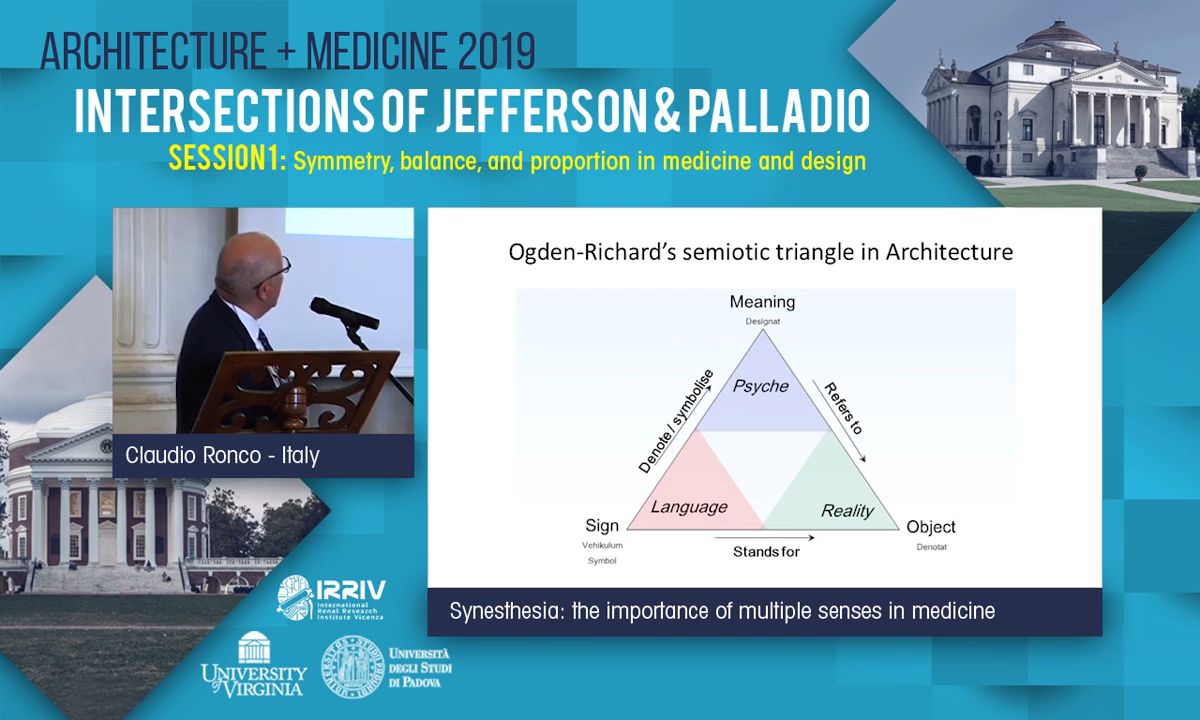 ARCHITECTURE + MEDICINE 2019
INTERSECTIONS OF JEFFERSON & PALLADIO
SESSION1: Symmetry, balance, and proportion in medicine and design
Claudio Ronco - Italy
Ogden-Richard's semiotic triangle in Architecture
Meaning
Designat
Psyche
Denote / symbolise
Refers to
Language
Reality
Sign
Vehikulum
Symbol
Object
Denotat
Stands for
Synesthesia: the importance of multiple senses in medicine
IRRIV
International
Renal Research
Institute Vicenza
UNIVERSITY
of VIRGINIA
UNIVERSITÀ
DEGLI STUDI
DI PADOVA